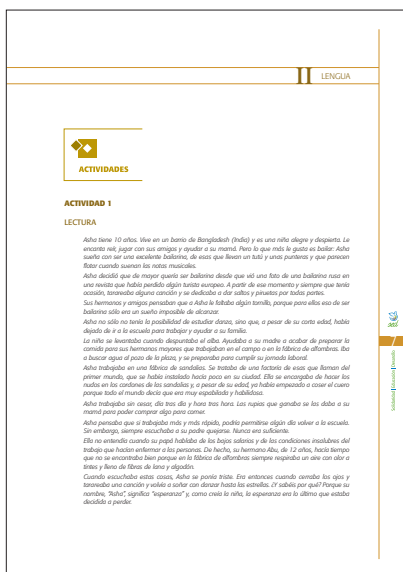 II LENGUA
ACTIVIDADES
ACTIVIDAD 1
LECTURA
Asha tiene 10 años. Vive en un barrio de Bangladesh (India) y es una niña alegre y despierta. Le
encanta reír, jugar con sus amigos y ayudar a su mamá. Pero lo que más le gusta es bailar: Asha
sueña con ser una excelente bailarina, de esas que llevan un tutú y unas punteras y que parecen
flotar cuando suenan las notas musicales.
Asha decidió que de mayor quería ser bailarina desde que vió una foto de una bailarina rusa en
una revista que había perdido algún turista europeo. A partir de ese momento y siempre que tenía
ocasión, tarareaba alguna canción y se dedicaba a dar saltos y piruetas por todas partes.
Sus hermanos y amigos pensaban que a Asha le faltaba algún tornillo, porque para ellos eso de ser
bailarina sólo era un sueño imposible de alcanzar.
Asha no sólo no tenía la posibilidad de estudiar danza, sino que, a pesar de su corta edad, había
dejado de ir a la escuela para trabajar y ayudar a su familia.
La niña se levantaba cuando despuntaba el alba. Ayudaba a su madre a acabar de preparar la
comida para sus hermanos mayores que trabajaban en el campo o en la fábrica de alfombras. Iba
a buscar agua al pozo de la plaza, y se preparaba para cumplir su jornada laboral.
Asha trabajaba en una fábrica de sandalias. Se trataba de una factoría de esas que llaman del
primer mundo, que se había instalado hacía poco en su ciudad. Ella se encargaba de hacer los
nudos en los cordones de las sandalias y, a pesar de su edad, ya había empezado a coser el cuero
porque todo el mundo decía que era muy espabilada y habilidosa.
Asha trabajaba sin cesar, día tras día y hora tras hora. Las rupias que ganaba se las daba a su
mamá para poder comprar algo para comer.
Asha pensaba que si trabajaba más y más rápido, podría permitirse algún día volver a la escuela.
Sin embargo, siempre escuchaba a su padre quejarse. Nunca era suficiente.
Ella no entendía cuando su papá hablaba de los bajos salarios y de las condiciones insalubres del
trabajo que hacían enfermar a las personas. De hecho, su hermano Abu, de 12 años, hacía tiempo
que no se encontraba bien porque en la fábrica de alfombras siempre respiraba un aire con olor a
tintes y lleno de fibras de lana y algodón.
Cuando escuchaba estas cosas, Asha se ponía triste. Era entonces cuando cerraba los ojos y
tarareaba una canción y volvía a soñar con danzar hasta las estrellas. ¿Y sabéis por qué? Porque su
nombre, "Asha", significa "esperanza" y, como creía la niña, la esperanza era lo último que estaba
decidida a perder.
7